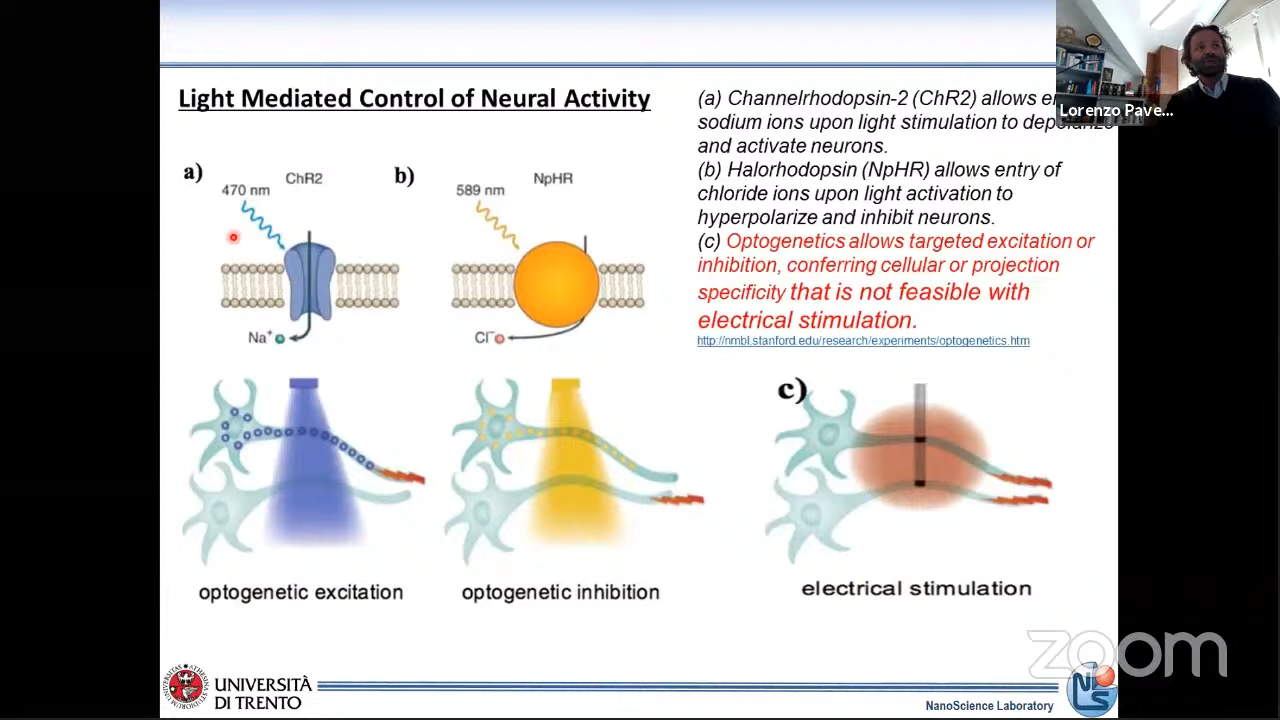 Light Mediated Control of Neural Activity
(a) Channelrhodopsin-2 (ChR2) allows
sodium ions upon light stimulation to depolarize
and activate neurons.
(b) Halorhodopsin (NpHR) allows entry of
chloride ions upon light activation to
hyperpolarize and inhibit neurons.
(c) Optogenetics allows targeted excitation or
inhibition, conferring cellular or projection
specificity that is not feasible with
electrical stimulation.
http://nmbl.stanford.edu/research/experiments/optogenetics.htm
Lorenzo Pave...
a)
ChR2
470 nm
Na+
b)
NpHR
589 nm
Cl−
c)
optogenetic excitation
optogenetic inhibition
electrical stimulation
zoom
UNIVERSITÀ
DI TRENTO
NanoScience Laboratory